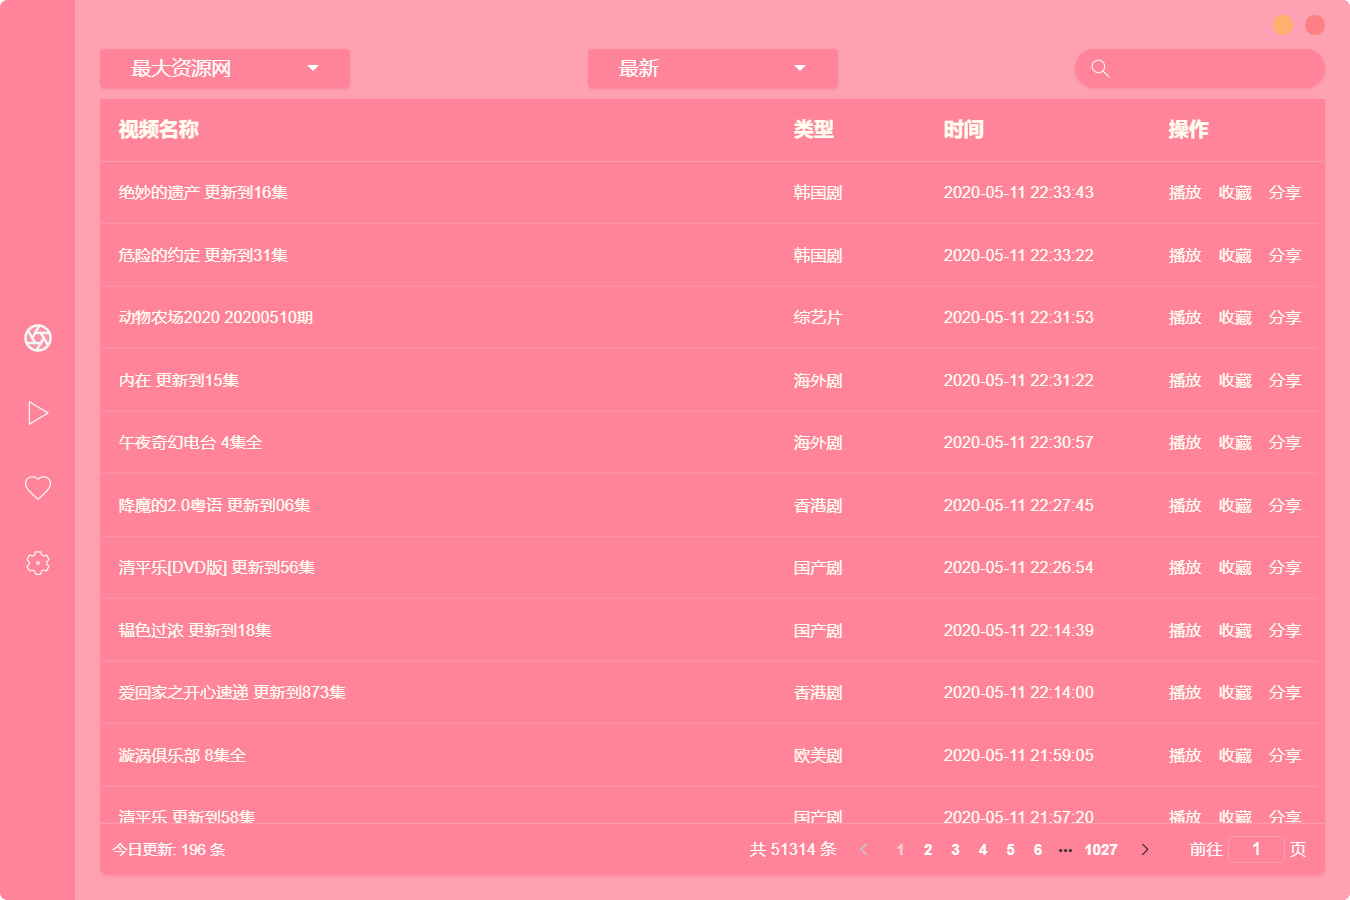 最大资源网 最新
视频名称 类型 时间 操作
绝妙的遗产 更新到16集 韩国剧 2020-05-11 22:33:43 播放 收藏 分享
危险的约定 更新到31集 韩国剧 2020-05-11 22:33:22 播放 收藏 分享
动物农场2020 20200510期 综艺片 2020-05-11 22:31:53 播放 收藏 分享
内在 更新到15集 海外剧 2020-05-11 22:31:22 播放 收藏 分享
午夜奇幻电台 4集全 海外剧 2020-05-11 22:30:57 播放 收藏 分享
降魔的2.0粤语 更新到06集 香港剧 2020-05-11 22:27:45 播放 收藏 分享
清平乐[DVD版] 更新到56集 国产剧 2020-05-11 22:26:54 播放 收藏 分享
韫色过浓 更新到18集 国产剧 2020-05-11 22:14:39 播放 收藏 分享
爱回家之开心速递 更新到873集 香港剧 2020-05-11 22:14:00 播放 收藏 分享
漩涡俱乐部 8集全 欧美剧 2020-05-11 21:59:05 播放 收藏 分享
清平乐 更新到58集 国产剧 2020-05-11 21:57:20 播放 收藏 分享
今日更新: 196 条 共 51314 条 1 2 3 4 5 6 ••• 1027 前往 1 页